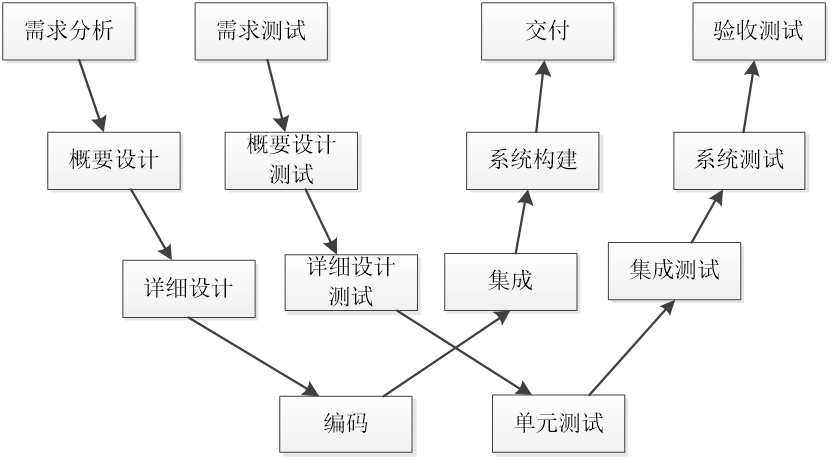 需求分析
需求测试
交付
验收测试
概要设计
概要设计
测试
系统构建
系统测试
详细设计
详细设计
测试
集成
集成测试
编码
单元测试